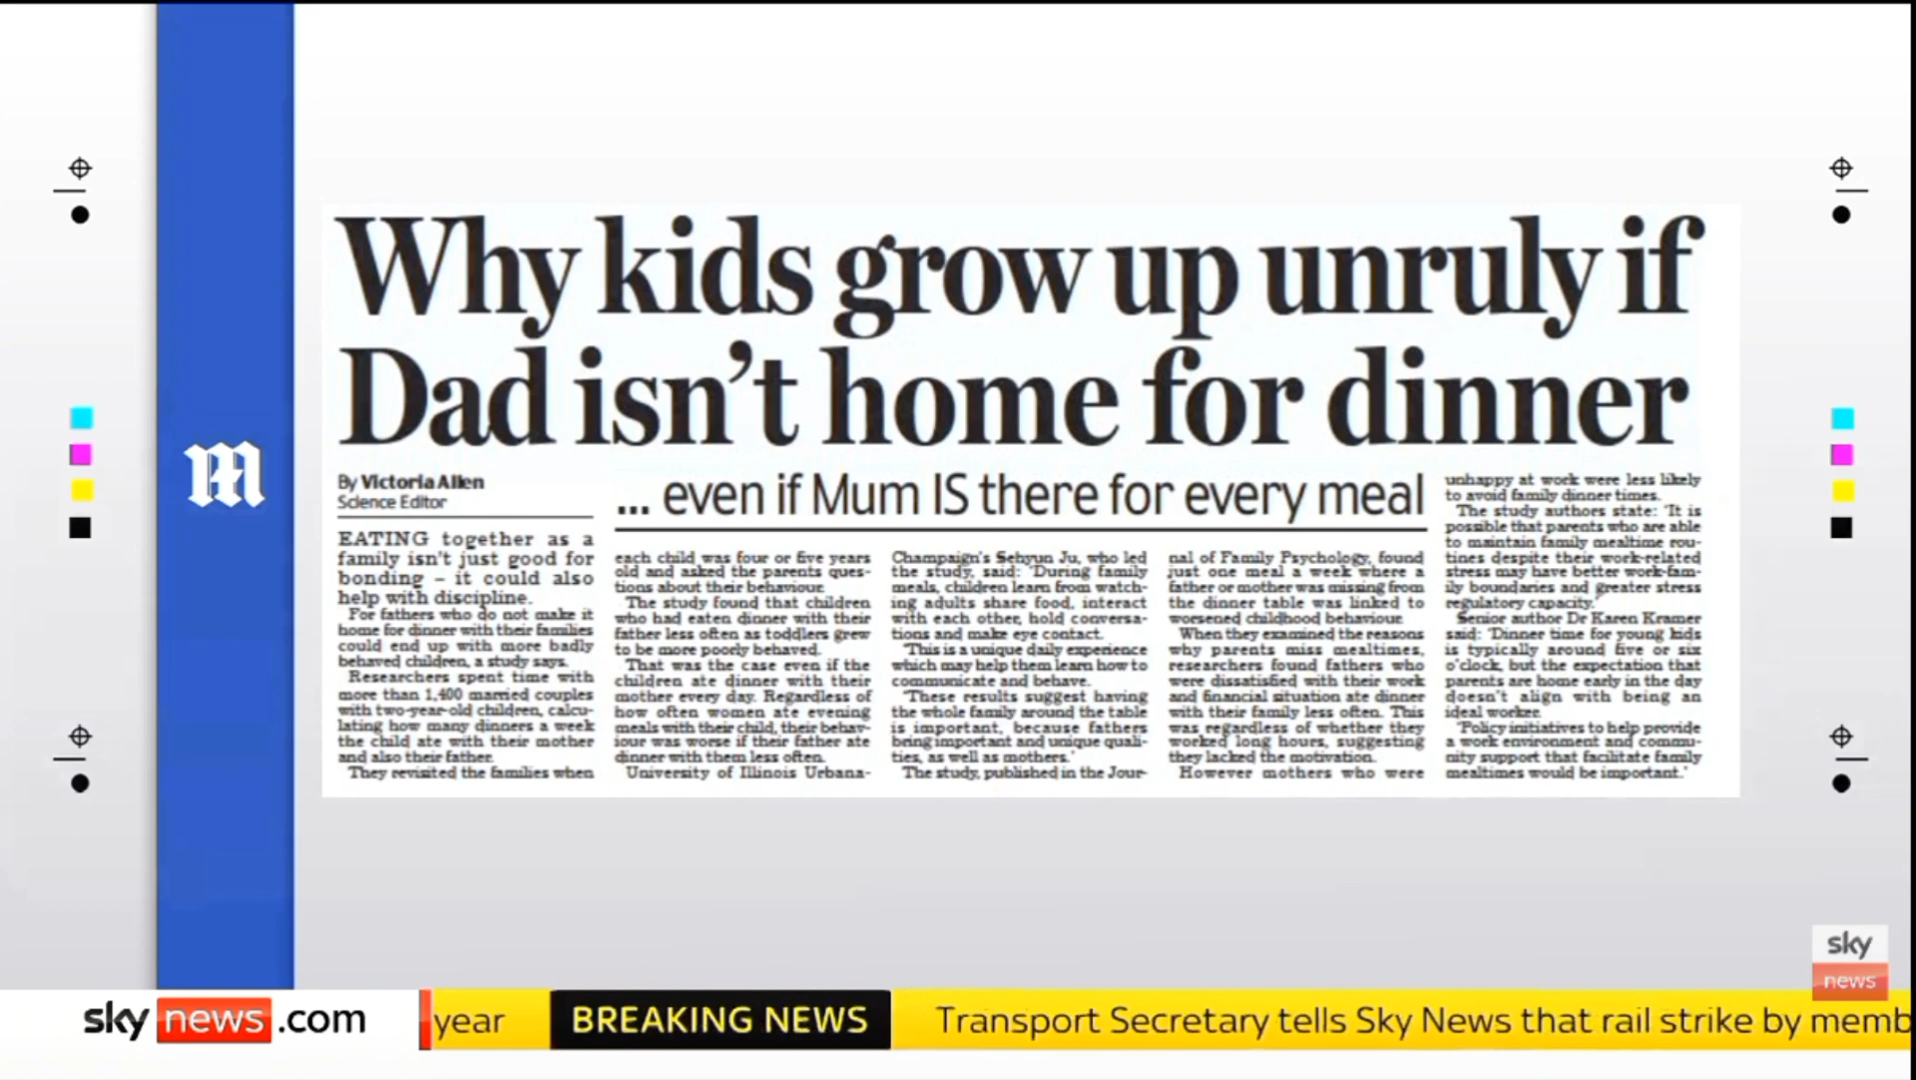 Why kids grow up unruly if
Dad isn't home for dinner
... even if Mum IS there for every meal
By Victoria Allen
Science Editor
EATING together as a
family isn't just good for
bonding – it could also
help with discipline.
For fathers who do not make it
home for dinner with their families
could end up with more badly
behaved children, a study says.
Researchers spent time with
more than 1,400 married couples
with two-year-old children, calcu-
lating how many dinners a week
the child ate with their mother
and also their father.
They revisited the families when
each child was four or five years
old and asked the parents ques-
tions about their behaviour.
The study found that children
who had eaten dinner with their
father less often as toddlers grew
to be more poorly behaved.
That was the case even if the
children ate dinner with their
mother every day. Regardless of
how often women ate evening
meals with their child, their behav-
iour was worse if their father ate
dinner with them less often.
University of Illinois Urbana-
Champaign's Sehyun Ju, who led
the study, said: 'During family
meals, children learn from watch-
ing adults share food, interact
with each other, hold conversa-
tions and make eye contact.
'This is a unique daily experience
which may help them learn how to
communicate and behave.
'These results suggest having
the whole family around the table
is important, because fathers
bring important and unique quali-
ties, as well as mothers.'
The study, published in the Jour-
nal of Family Psychology, found
just one meal a week where a
father or mother was missing from
the dinner table was linked to
worsened childhood behaviour.
When they examined the reasons
why parents miss mealtimes,
researchers found fathers who
were dissatisfied with their work
and financial situation ate dinner
with their family less often. This
was regardless of whether they
worked long hours, suggesting
they lacked the motivation.
However mothers who were
unhappy at work were less likely
to avoid family dinner times.
The study authors state: 'It is
possible that parents who are able
to maintain family mealtime rou-
tines despite their work-related
stress may have better work-fam-
ily boundaries and greater stress
regulatory capacity.'
Senior author Dr Karen Kramer
said: 'Dinner time for young kids
is typically around five or six
o'clock, but the expectation that
parents are home early in the day
doesn't align with being an
ideal worker.
'Policy initiatives to help provide
a work environment and commu-
nity support that facilitate family
mealtimes would be important.'
M
sky
news
sky news .com
year BREAKING NEWS Transport Secretary tells Sky News that rail strike by memb